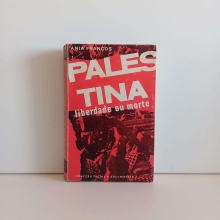 ANIA FRANCOS
PALES
TINA
liberdade ou morte